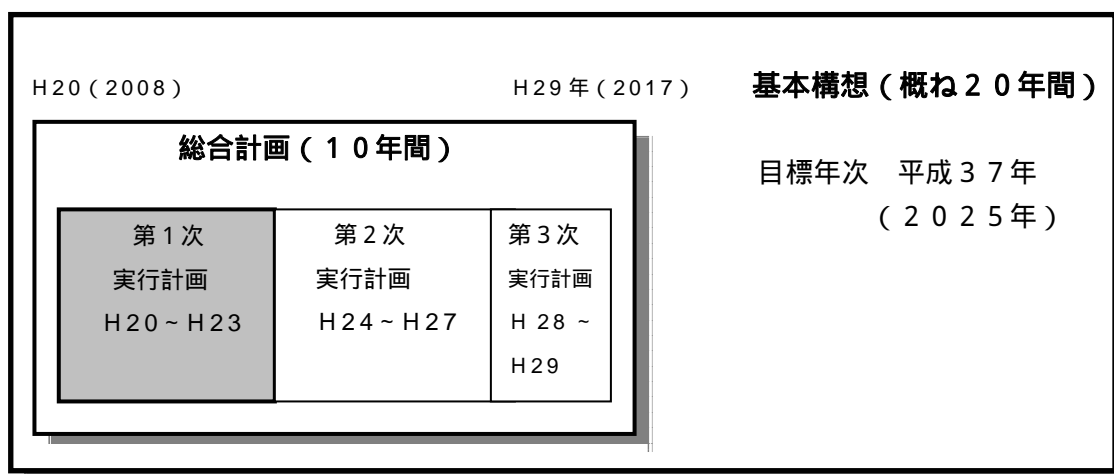 H20(2008)
H29年(2017)
基本構想(概ね20年間)
総合計画(10年間)
目標年次 平成37年
(2025年)
第1次
実行計画
H20~H23
第2次
実行計画
H24~H27
第3次
実行計画
H 28 ~
H29